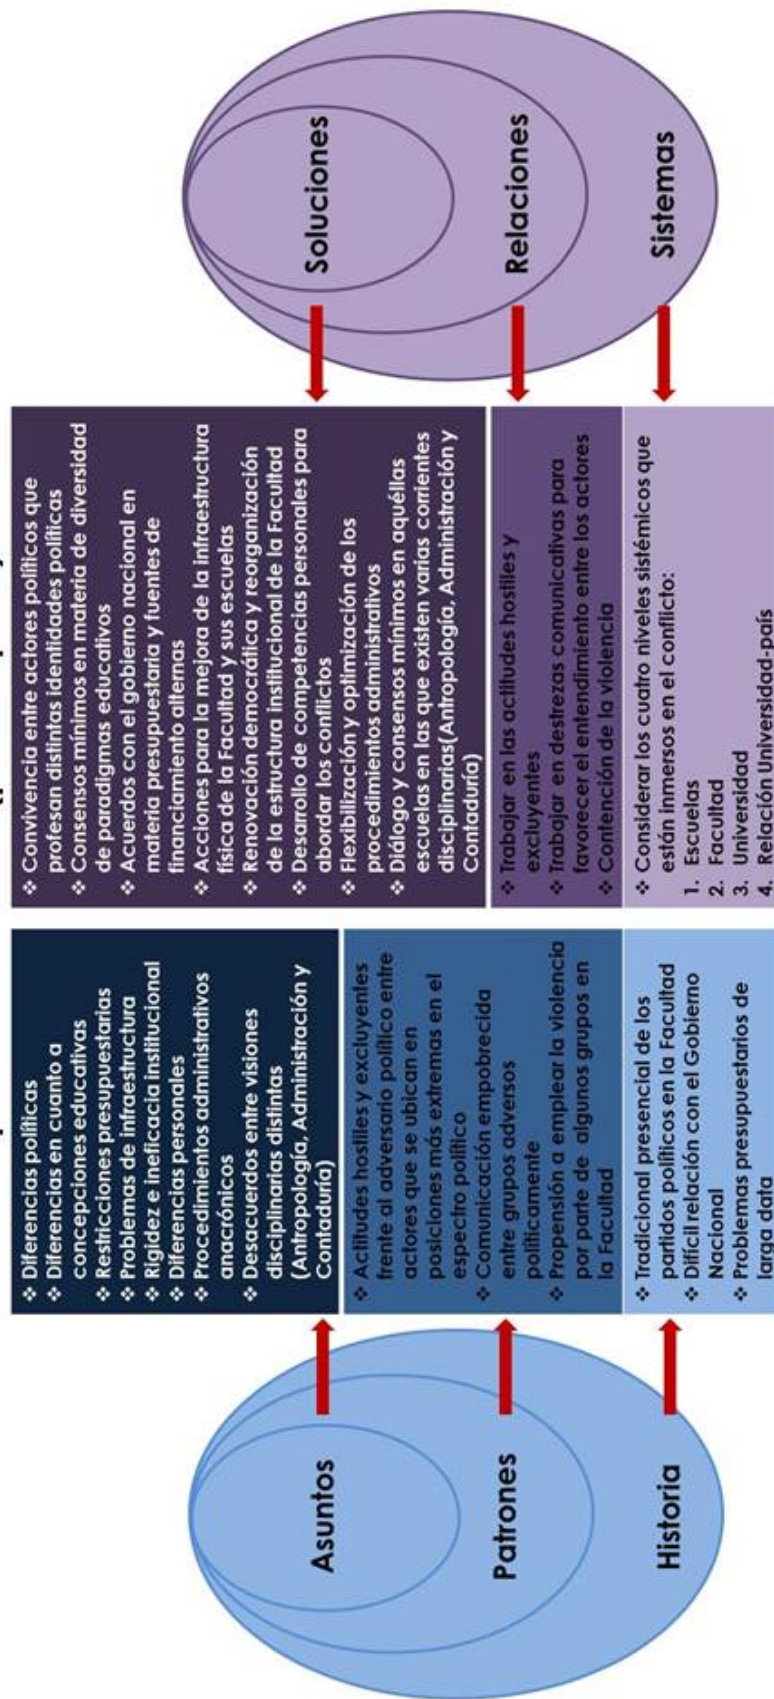 Asuntos
Patrones
Historia
❖ Diferencias políticas
❖ Diferencias en cuanto a
concepciones educativas
❖ Restricciones presupuestarias
❖ Problemas de infraestructura
❖ Rigidez e ineficacia institucional
❖ Diferencias personales
❖ Procedimientos administrativos
anacrónicos
❖ Desacuerdos entre visiones
disciplinarias distintas
(Antropología, Administración y
Contaduría)
❖ Actitudes hostiles y excluyentes
frente al adversario político entre
actores que se ubican en
posiciones más extremas en el
espectro político
❖ Comunicación empobrecida
entre grupos adversos
políticamente
❖ Propensión a emplear la violencia
por parte de algunos grupos en
la Facultad
❖ Tradicional presencial de los
partidos políticos en la Facultad
❖ Difícil relación con el Gobierno
Nacional
❖ Problemas presupuestarios de
larga data
❖ Convivencia entre actores políticos que
profesan distintas identidades políticas
❖ Consensos mínimos en materia de diversidad
de paradigmas educativos
❖ Acuerdos con el gobierno nacional en
materia presupuestaria y fuentes de
financiamiento alternas
❖ Acciones para la mejora de la infraestructura
física de la Facultad y sus escuelas
❖ Renovación democrática y reorganización
de la estructura institucional de la Facultad
❖ Desarrollo de competencias personales para
abordar los conflictos
❖ Flexibilización y optimización de los
procedimientos administrativos
❖ Diálogo y consensos mínimos en aquéllas
escuelas en las que existen varias corrientes
disciplinarias(Antropología, Administración y
Contaduría)
❖ Trabajar en las actitudes hostiles y
excluyentes
❖ Trabajar en destrezas comunicativas para
favorecer el entendimiento entre los actores
❖ Contención de la violencia
❖ Considerar los cuatro niveles sistémicos que
están inmersos en el conflicto:
1. Escuelas
2. Facultad
3. Universidad
4. Relación Universidad-país
Soluciones
Relaciones
Sistemas